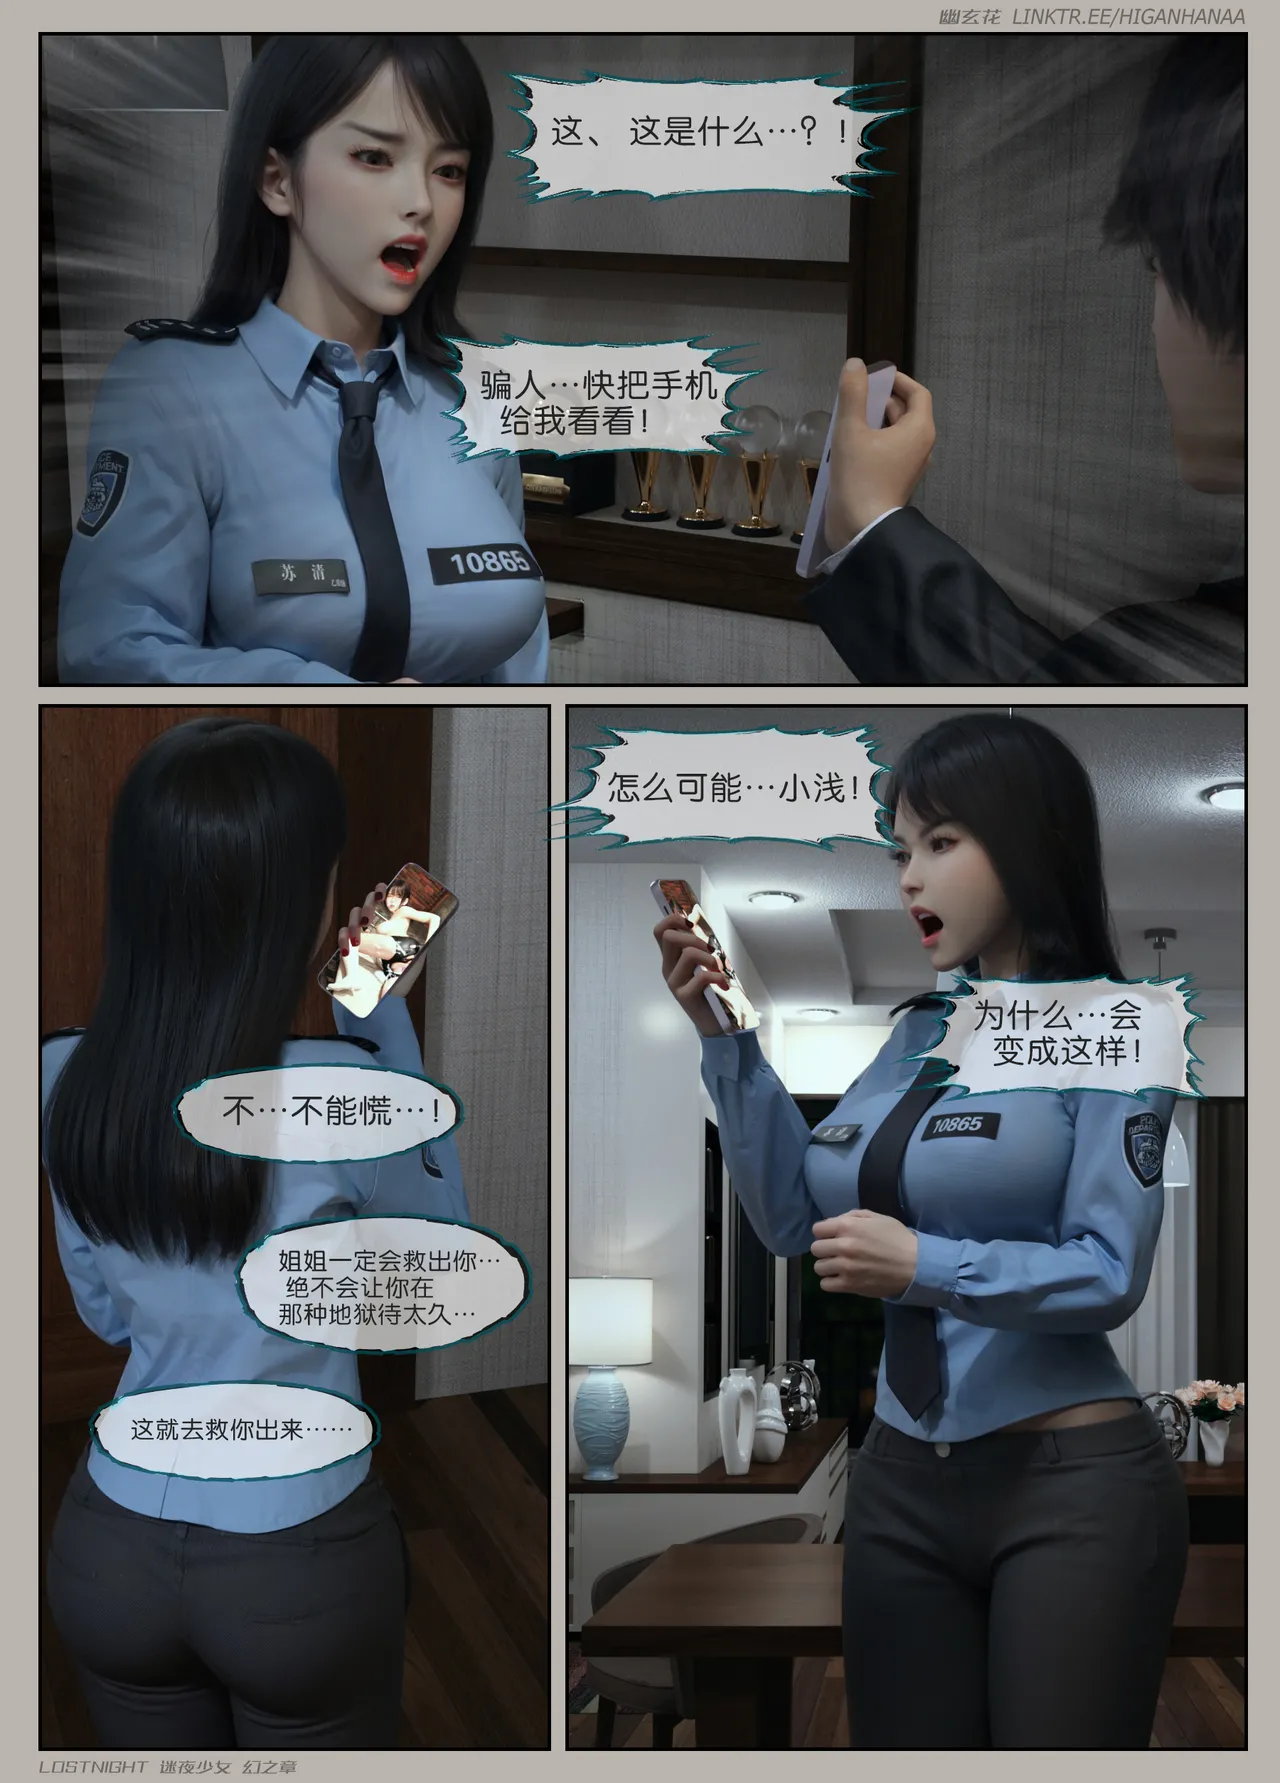 幽玄花 LINKTR.EE/HIGANHANAA
这、这是什么…？！
骗人…快把手机
给我看看！
苏清
10865
怎么可能…小浅！
为什么…会
变成这样！
10865
不…不能慌…！
姐姐一定会救出你…
绝不会让你在
那种地狱待太久…
这就去救你出来……
LOSTNIGHT 迷夜少女 幻之章